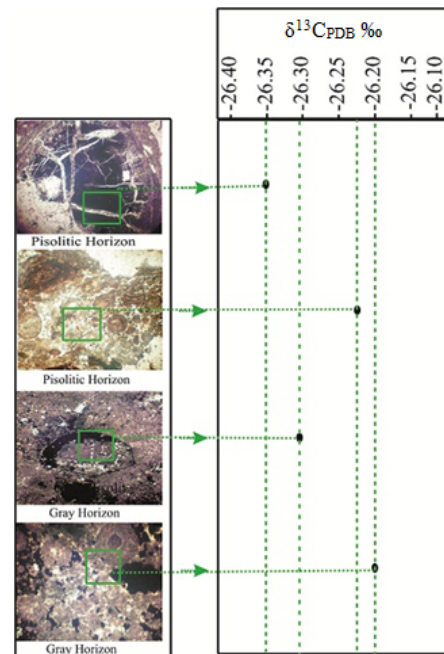 δ13CPDB ‰
-26.40
-26.35
-26.30
-26.25
-26.20
-26.15
-26.10
Pisolitic Horizon
Pisolitic Horizon
Gray Horizon
Gray Horizon